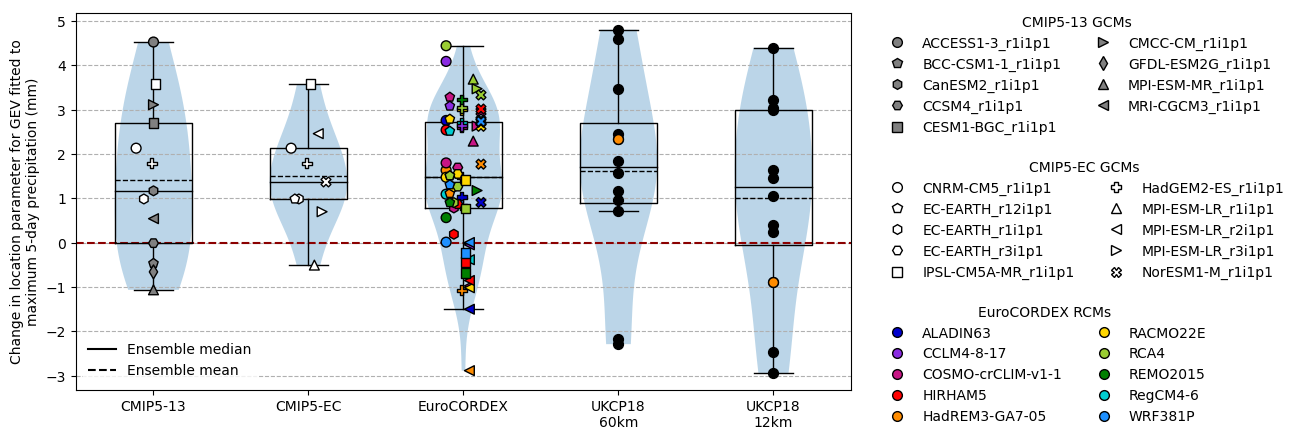 Change in location parameter for GEV fitted to
maximum 5-day precipitation (mm)
5
4
3
2
1
0
−1
−2
−3
Ensemble median
Ensemble mean
CMIP5-13
CMIP5-EC
EuroCORDEX
UKCP18
60km
UKCP18
12km
CMIP5-13 GCMs
ACCESS1-3_r1i1p1
BCC-CSM1-1_r1i1p1
CanESM2_r1i1p1
CCSM4_r1i1p1
CESM1-BGC_r1i1p1
CMCC-CM_r1i1p1
GFDL-ESM2G_r1i1p1
MPI-ESM-MR_r1i1p1
MRI-CGCM3_r1i1p1
CMIP5-EC GCMs
CNRM-CM5_r1i1p1
EC-EARTH_r12i1p1
EC-EARTH_r1i1p1
EC-EARTH_r3i1p1
IPSL-CM5A-MR_r1i1p1
HadGEM2-ES_r1i1p1
MPI-ESM-LR_r1i1p1
MPI-ESM-LR_r2i1p1
MPI-ESM-LR_r3i1p1
NorESM1-M_r1i1p1
EuroCORDEX RCMs
ALADIN63
CCLM4-8-17
COSMO-crCLIM-v1-1
HIRHAM5
HadREM3-GA7-05
RACMO22E
RCA4
REMO2015
RegCM4-6
WRF381P